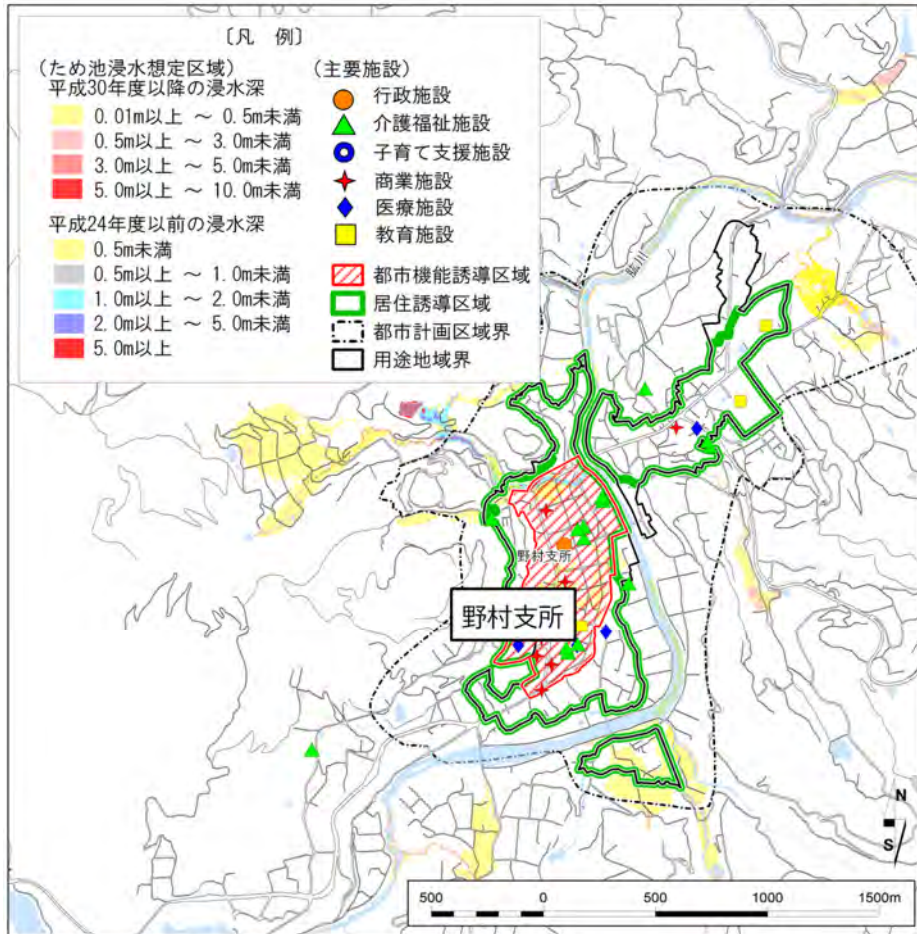 〔凡 例〕
(ため池浸水想定区域)
平成30年度以降の浸水深
0.01m以上 ～ 0.5m未満
0.5m以上 ～ 3.0m未満
3.0m以上 ～ 5.0m未満
5.0m以上 ～ 10.0m未満
平成24年度以前の浸水深
0.5m未満
0.5m以上 ～ 1.0m未満
1.0m以上 ～ 2.0m未満
2.0m以上 ～ 5.0m未満
5.0m以上
(主要施設)
行政施設
介護福祉施設
子育て支援施設
商業施設
医療施設
教育施設
都市機能誘導区域
居住誘導区域
都市計画区域界
用途地域界
肱川
野村支所
野村支所
N
S
500 0 500 1000 1500m